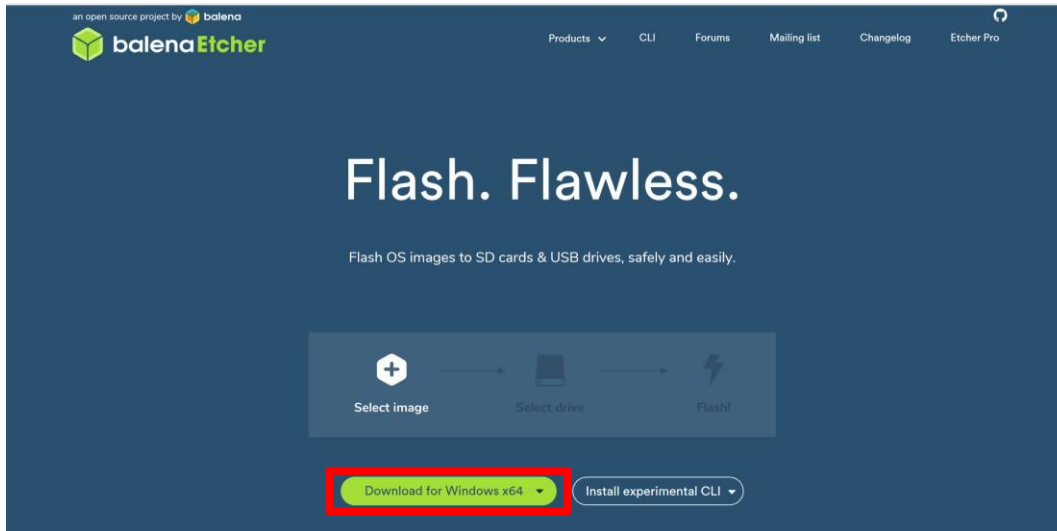 an open source project by balena
balenaEtcher
Products CLI Forums Mailing list Changelog Etcher Pro
Flash. Flawless.
Flash OS images to SD cards & USB drives, safely and easily.
Select image Select drive Flash!
Download for Windows x64 Install experimental CLI